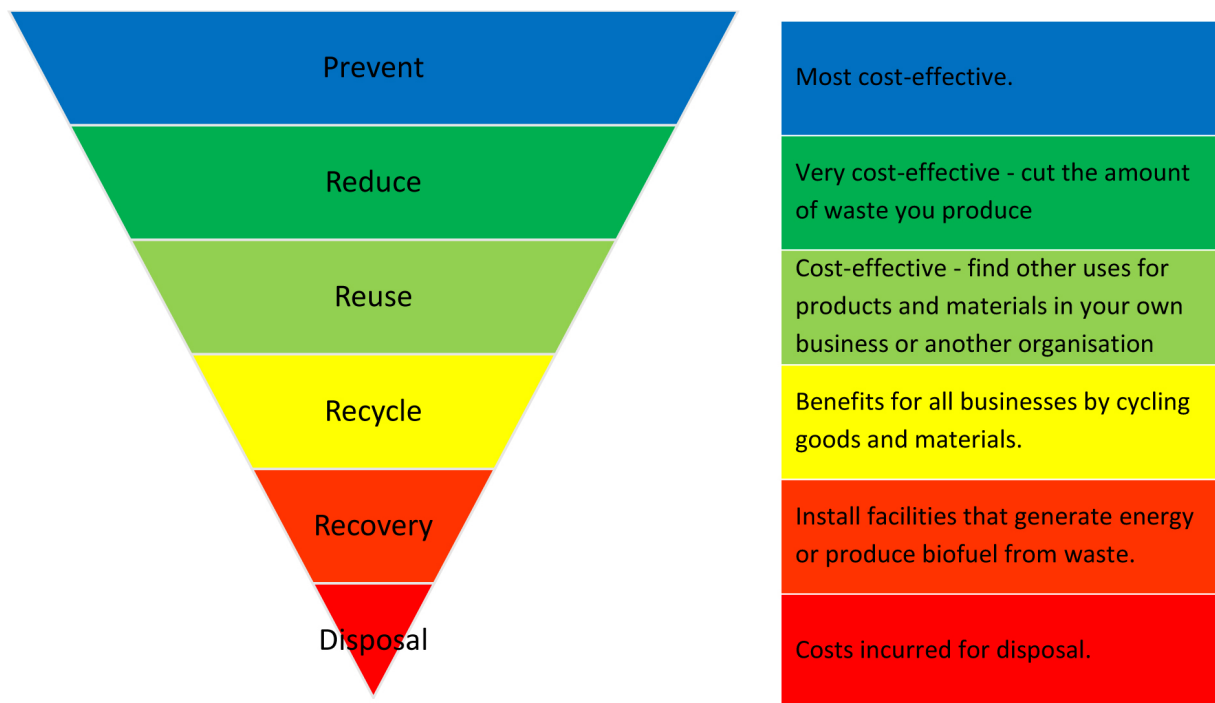 Prevent
Most cost-effective.
Reduce
Very cost-effective - cut the amount
of waste you produce
Reuse
Cost-effective - find other uses for
products and materials in your own
business or another organisation
Recycle
Benefits for all businesses by cycling
goods and materials.
Recovery
Install facilities that generate energy
or produce biofuel from waste.
Disposal
Costs incurred for disposal.